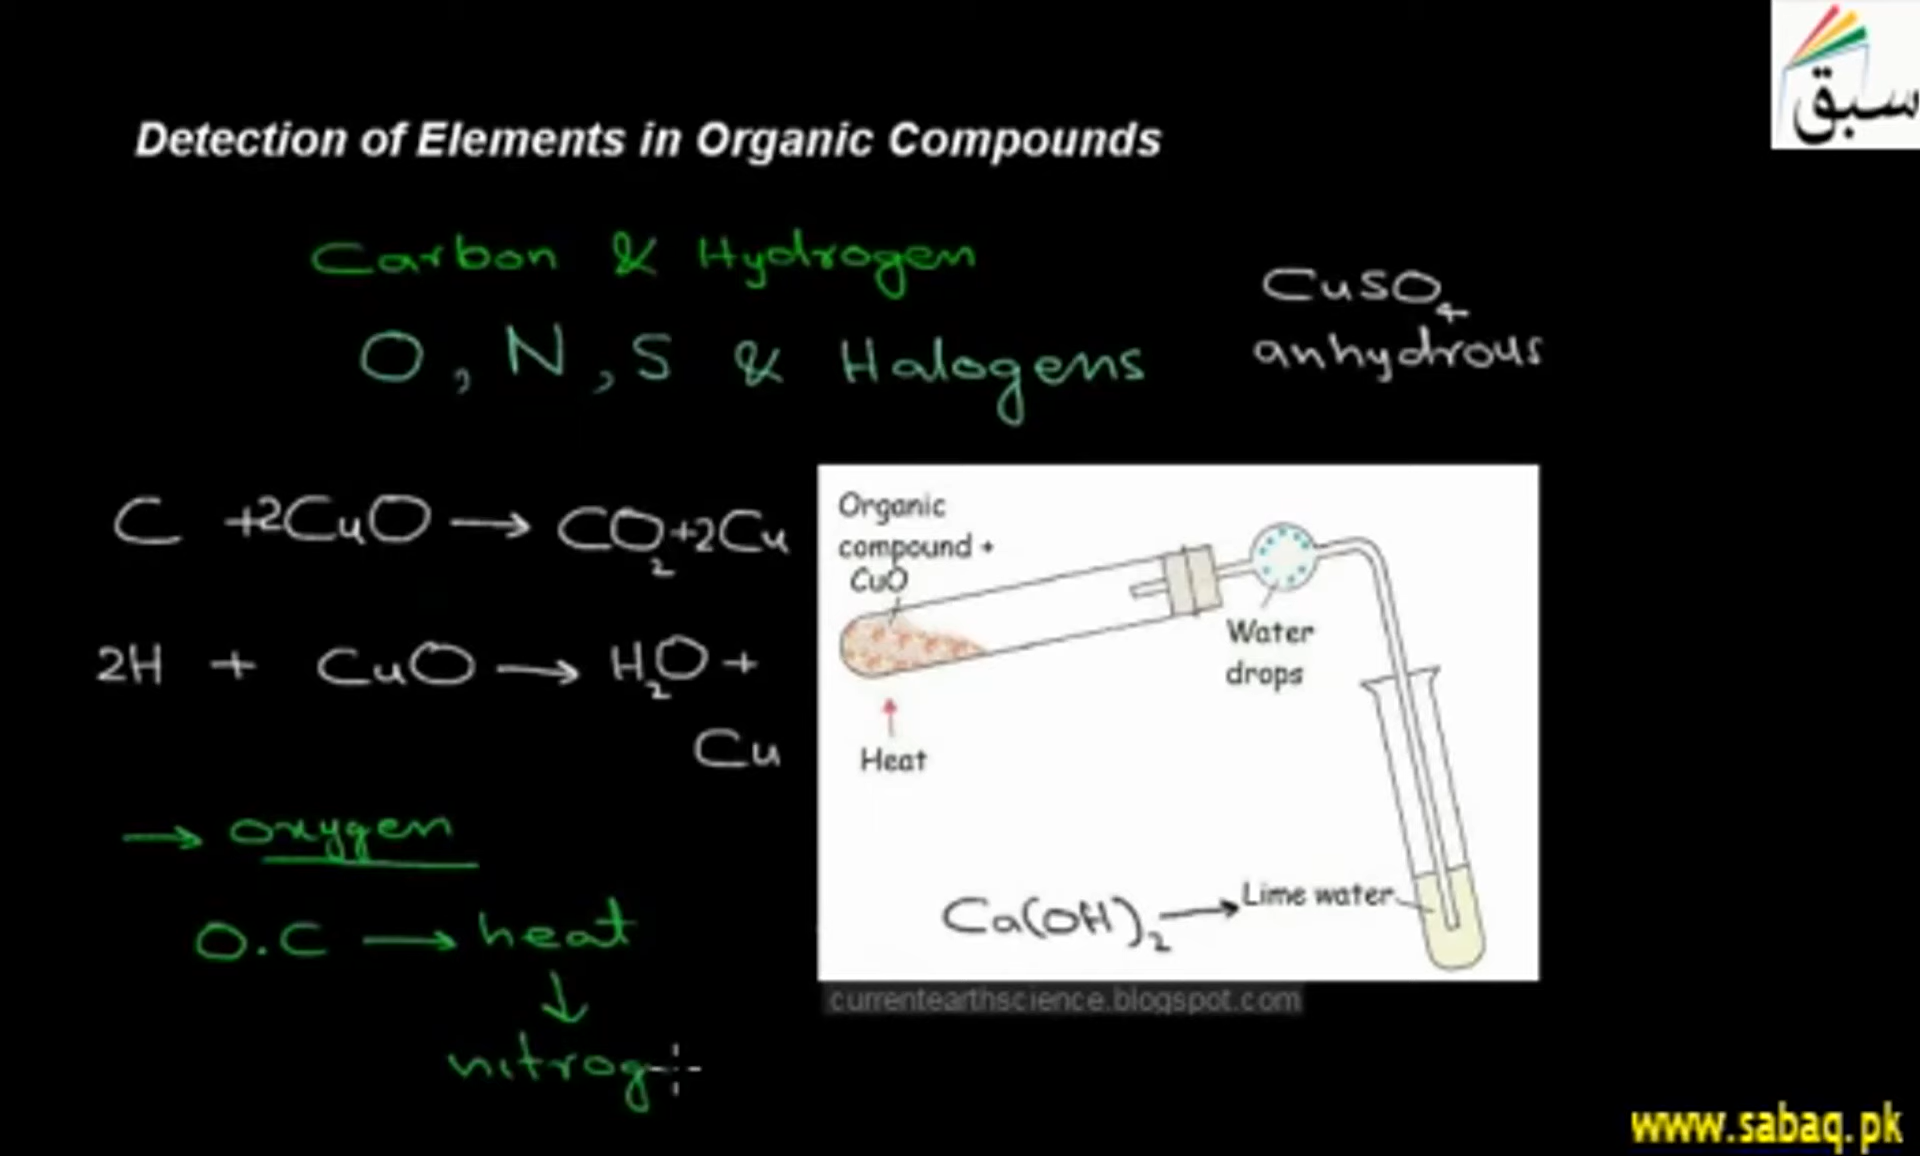 سبق
Detection of Elements in Organic Compounds
Carbon & Hydrogen
O, N, S & Halogens
CuSO₄
anhydrous
C +2CuO → CO₂+2Cu
2H + CuO → H₂O +
Cu
→ oxygen
O.C → heat
↓
nitrog
Organic
compound +
CuO
Water
drops
Heat
Ca(OH)₂ → Lime water
currentearthscience.blogspot.com
www.sabaq.pk